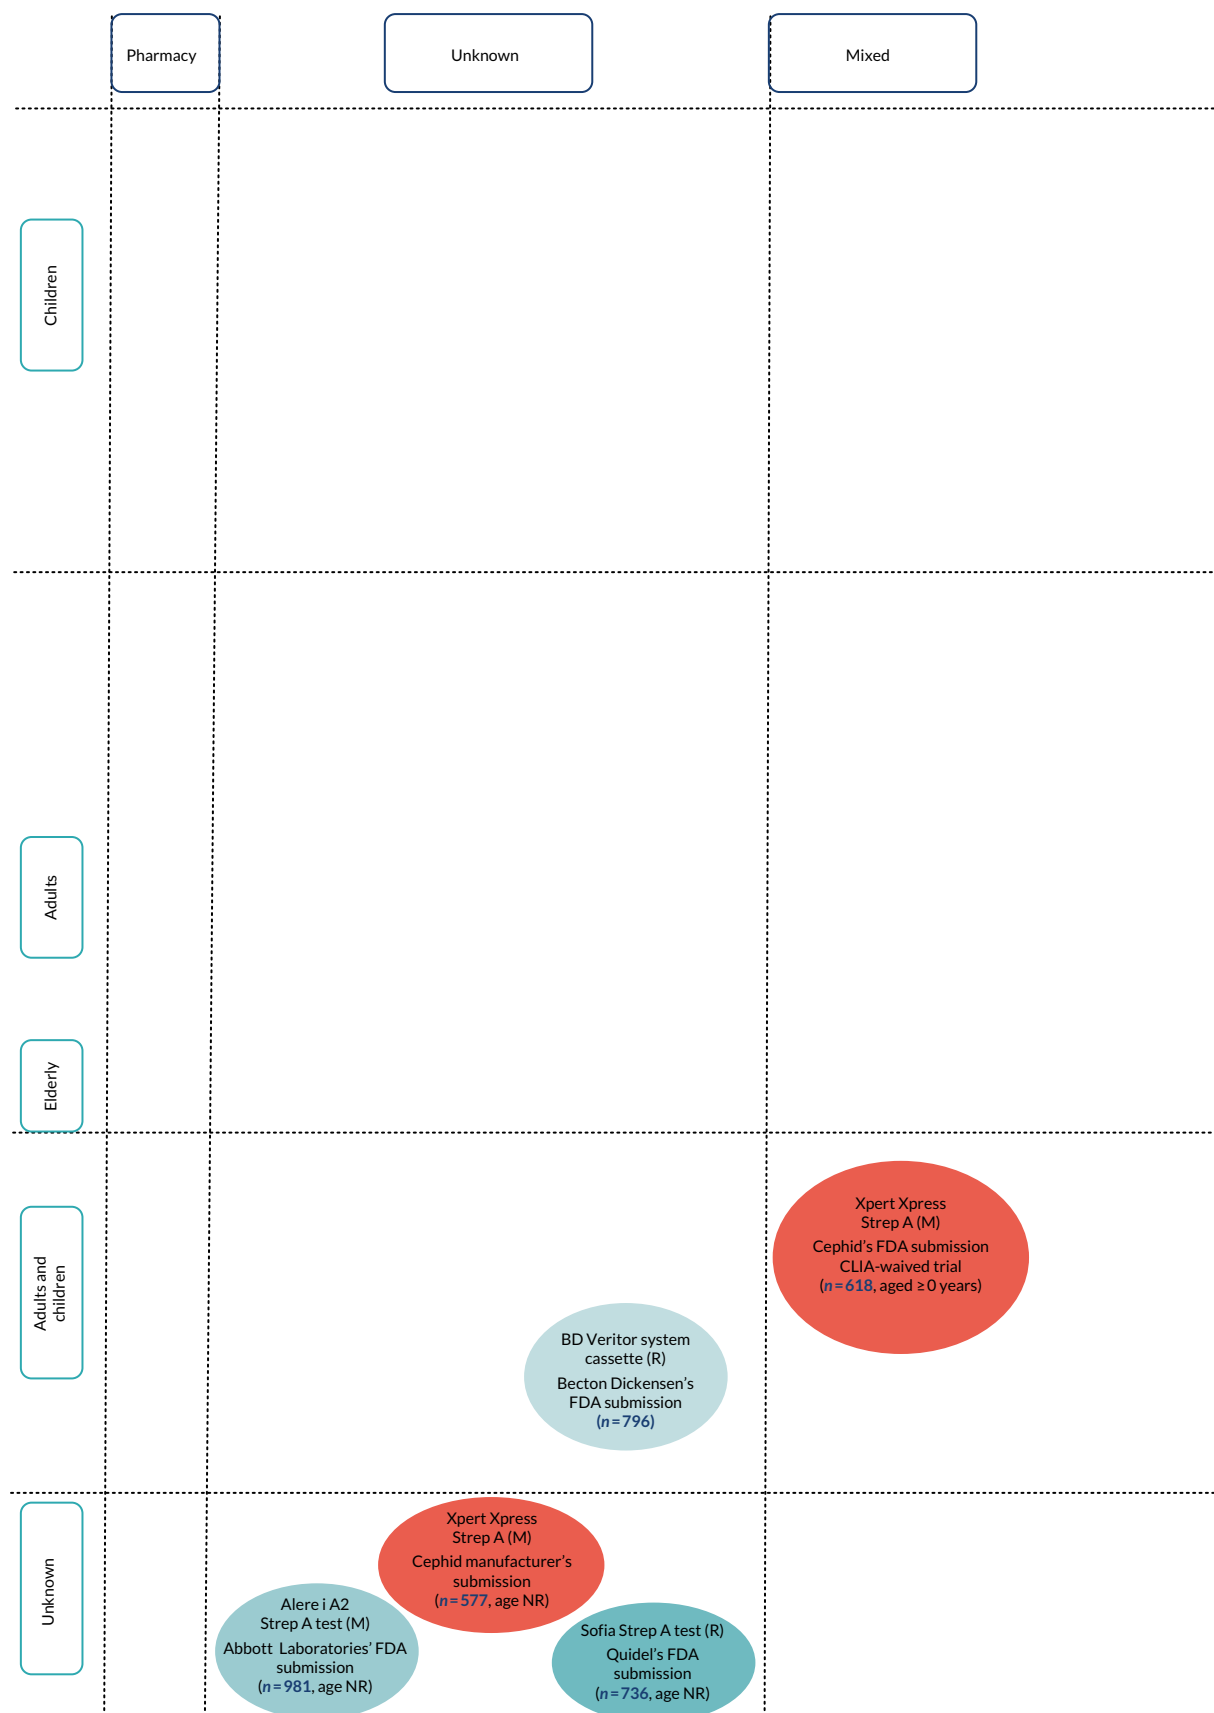 Pharmacy
Unknown
Mixed
Children
Adults
Elderly
Adults and
children
Xpert Xpress
Strep A (M)
Cephid's FDA submission
CLIA-waived trial
(n=618, aged ≥0 years)
BD Veritor system
cassette (R)
Becton Dickensen's
FDA submission
(n=796)
Unknown
Xpert Xpress
Strep A (M)
Cephid manufacturer's
submission
(n=577, age NR)
Alere i A2
Strep A test (M)
Abbott Laboratories' FDA
submission
(n=981, age NR)
Sofia Strep A test (R)
Quidel's FDA
submission
(n=736, age NR)